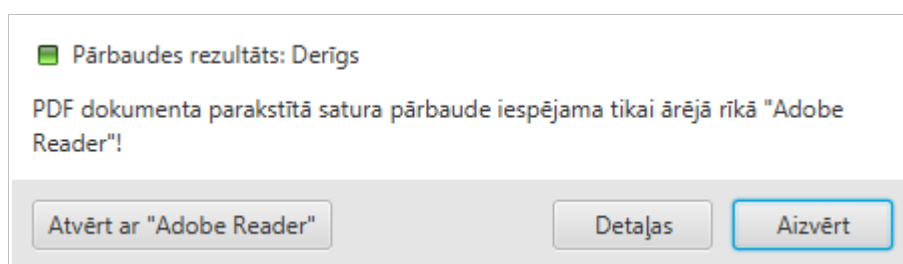 Pārbaudes rezultāts: Derīgs
PDF dokumenta parakstītā satura pārbaude iespējama tikai ārējā rīkā "Adobe
Reader"!
Atvērt ar "Adobe Reader"
Detaļas
Aizvērt